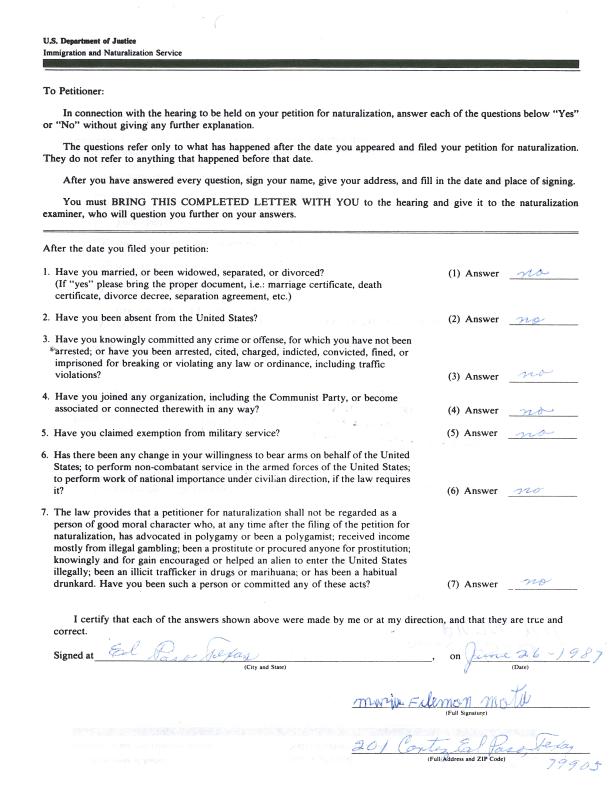 U.S. Department of Justice
Immigration and Naturalization Service
To Petitioner:
In connection with the hearing to be held on your petition for naturalization, answer each of the questions below "Yes"
or "No" without giving any further explanation.
The questions refer only to what has happened after the date you appeared and filed your petition for naturalization.
They do not refer to anything that happened before that date.
After you have answered every question, sign your name, give your address, and fill in the date and place of signing.
You must BRING THIS COMPLETED LETTER WITH YOU to the hearing and give it to the naturalization
examiner, who will question you further on your answers.
After the date you filed your petition:
1. Have you married, or been widowed, separated, or divorced? (1) Answer no
(If "yes" please bring the proper document, i.e.: marriage certificate, death
certificate, divorce decree, separation agreement, etc.)
2. Have you been absent from the United States? (2) Answer no
3. Have you knowingly committed any crime or offense, for which you have not been
arrested; or have you been arrested, cited, charged, indicted, convicted, fined, or
imprisoned for breaking or violating any law or ordinance, including traffic
violations? (3) Answer no
4. Have you joined any organization, including the Communist Party, or become
associated or connected therewith in any way? (4) Answer no
5. Have you claimed exemption from military service? (5) Answer no
6. Has there been any change in your willingness to bear arms on behalf of the United
States; to perform non-combatant service in the armed forces of the United States;
to perform work of national importance under civilian direction, if the law requires
it? (6) Answer no
7. The law provides that a petitioner for naturalization shall not be regarded as a
person of good moral character who, at any time after the filing of the petition for
naturalization, has advocated in polygamy or been a polygamist; received income
mostly from illegal gambling; been a prostitute or procured anyone for prostitution;
knowingly and for gain encouraged or helped an alien to enter the United States
illegally; been an illicit trafficker in drugs or marihuana; or has been a habitual
drunkard. Have you been such a person or committed any of these acts? (7) Answer no
I certify that each of the answers shown above were made by me or at my direction, and that they are true and
correct.
Signed at El Paso Texas, on June 26-1987
(City and State) (Date)
Maria Filemon Mata
(Full Signature)
201 Cortez El Paso, Texas
(Full Address and ZIP Code) 79905